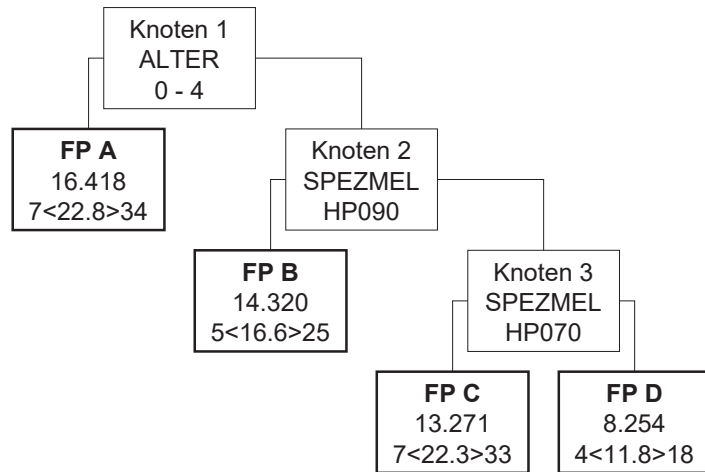 Knoten 1
ALTER
0 - 4
FP A
16.418
7<22.8>34
Knoten 2
SPEZMEL
HP090
FP B
14.320
5<16.6>25
Knoten 3
SPEZMEL
HP070
FP C
13.271
7<22.3>33
FP D
8.254
4<11.8>18